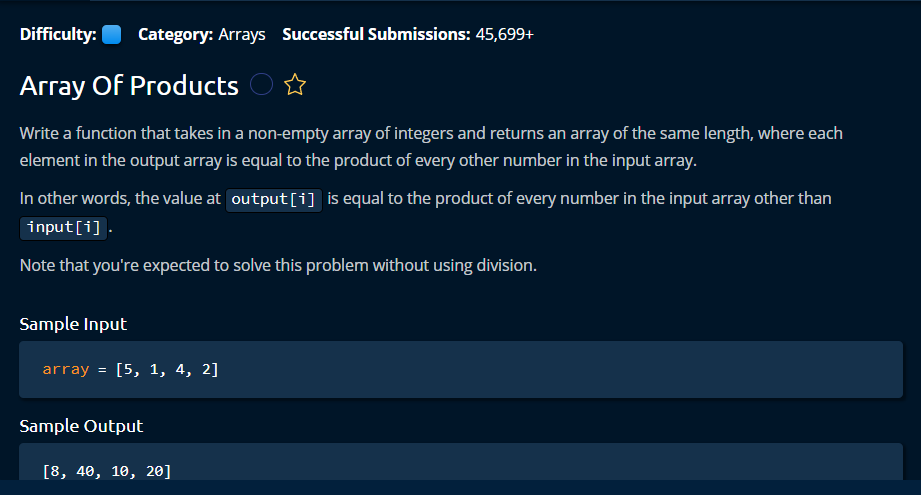 Difficulty: Category: Arrays Successful Submissions: 45,699+
Array Of Products
Write a function that takes in a non-empty array of integers and returns an array of the same length, where each
element in the output array is equal to the product of every other number in the input array.
In other words, the value at output[i] is equal to the product of every number in the input array other than
input[i].
Note that you're expected to solve this problem without using division.
Sample Input
array = [5, 1, 4, 2]
Sample Output
[8, 40, 10, 20]